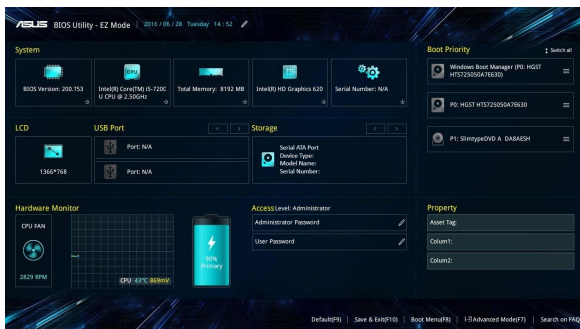 ASUS BIOS Utility - EZ Mode 2016/06/28 Tuesday 14:52
System
BIOS Version: 200.153
CPU
Intel(R) Core(TM) i5-7200
U CPU @ 2.50GHz
Total Memory: 8192 MB
Intel(R) HD Graphics 620
Serial Number: N/A
Boot Priority
Switch all
Windows Boot Manager (P0: HGST
HTS725050A7E630)
P0: HGST HTS725050A7E630
P1: SlimtypeDVD A DA8AESH
LCD
1366*768
USB Port
Port: N/A
Port: N/A
Storage
Serial ATA Port
Device Type:
Model Name:
Serial Number:
Hardware Monitor
CPU FAN
2829 RPM
CPU 43°C 869mV
90%
Primary
Access Level: Administrator
Administrator Password
User Password
Property
Asset Tag:
Colum1:
Colum2:
Default(F9) | Save & Exit(F10) | Boot Menu(F8) | Advanced Mode(F7) | Search on FAQ